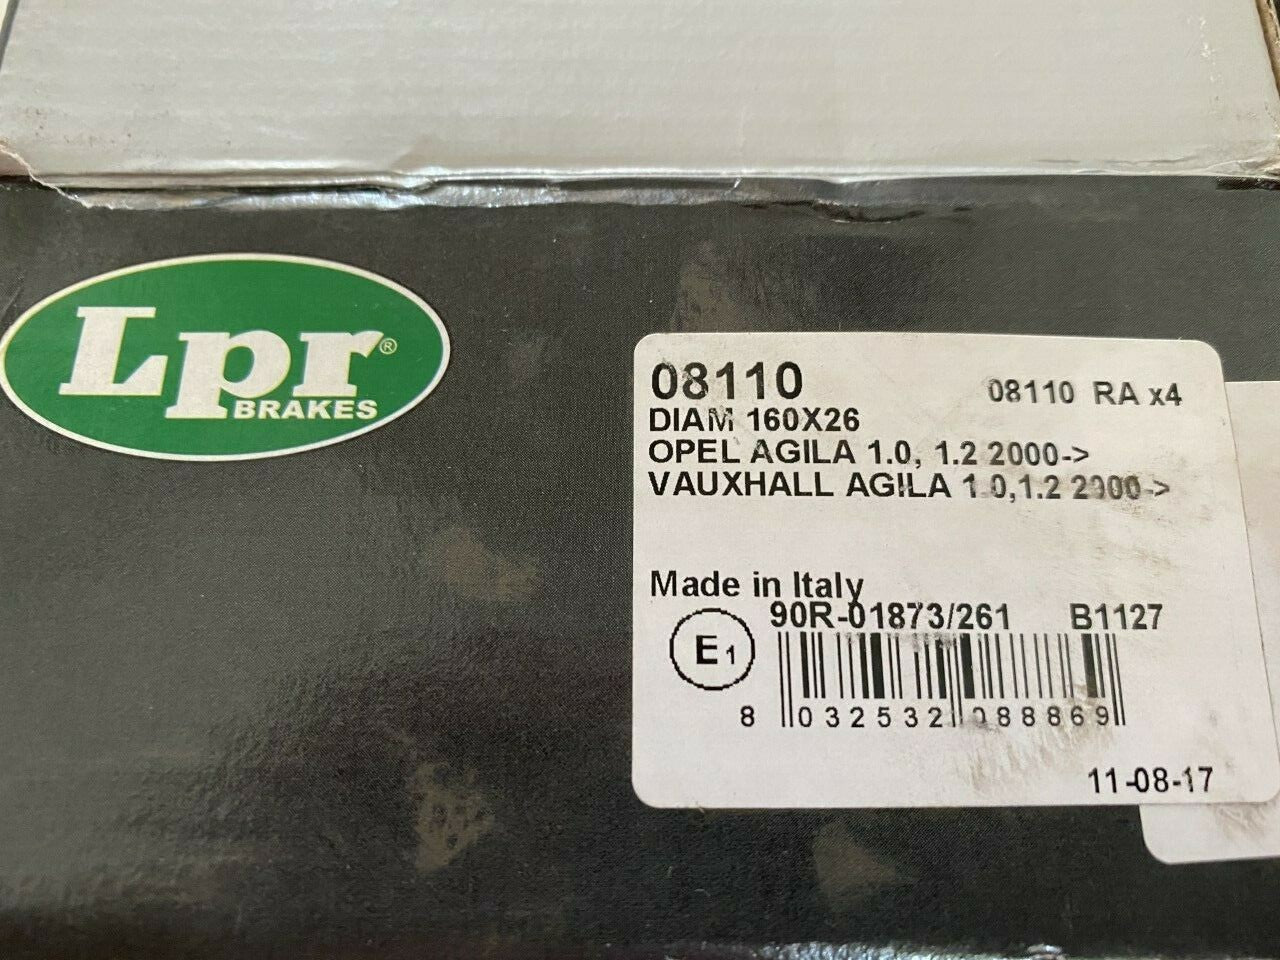 Lpr®
BRAKES
08110
08110 RA x4
DIAM 160X26
OPEL AGILA 1.0, 1.2 2000->
VAUXHALL AGILA 1.0,1.2 2000->
Made in Italy
90R-01873/261 B1127
E1
8 032532 088869
11-08-17